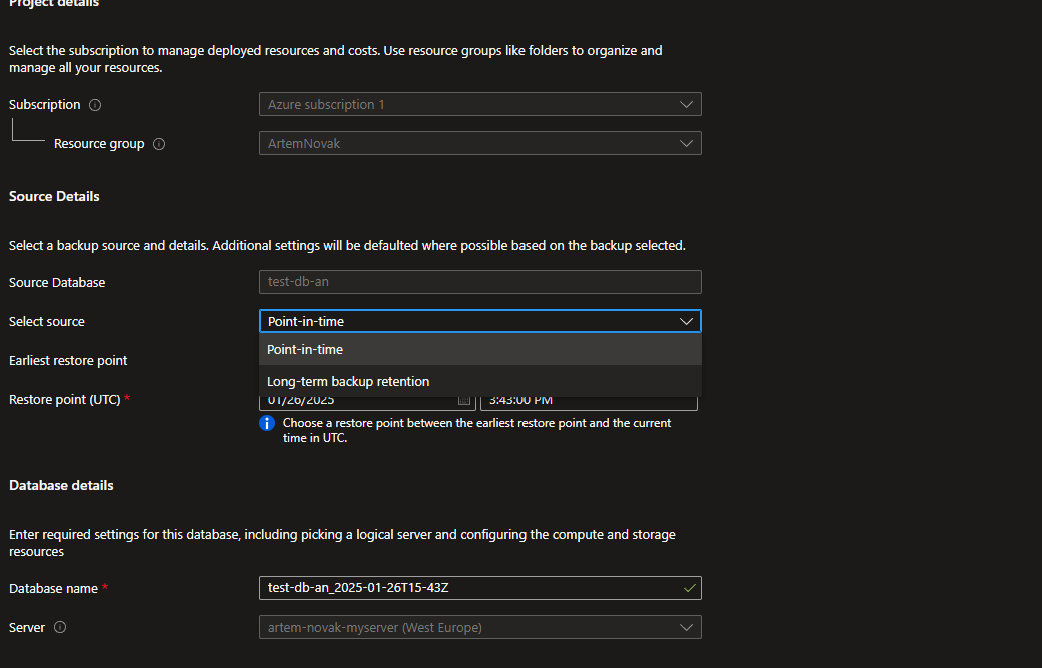 Project details
Select the subscription to manage deployed resources and costs. Use resource groups like folders to organize and
manage all your resources.
Subscription
Azure subscription 1
Resource group
ArtemNovak
Source Details
Select a backup source and details. Additional settings will be defaulted where possible based on the backup selected.
Source Database
test-db-an
Select source
Point-in-time
Point-in-time
Earliest restore point
Long-term backup retention
Restore point (UTC) *
01/26/2025
3:43:00 PM
Choose a restore point between the earliest restore point and the current
time in UTC.
Database details
Enter required settings for this database, including picking a logical server and configuring the compute and storage
resources
Database name *
test-db-an_2025-01-26T15-43Z
Server
artem-novak-myserver (West Europe)